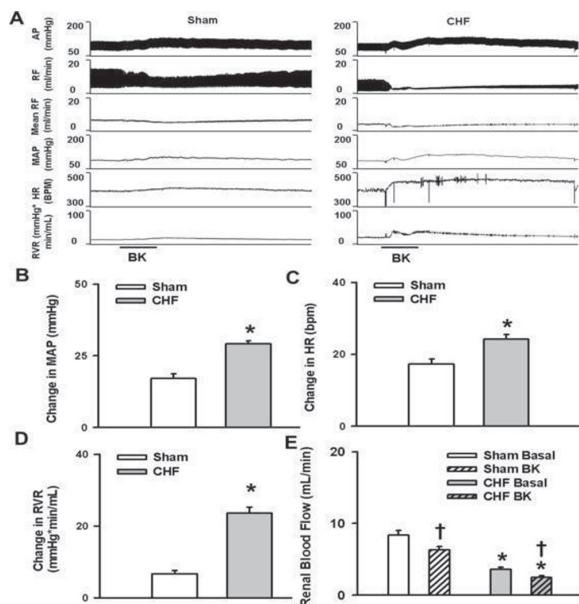 A
Sham
CHF
AP
(mmHg)
200
50
200
50
RF
(ml/min)
20
0
20
0
Mean RF
(ml/min)
20
0
20
0
MAP
(mmHg)
200
50
200
50
HR
(BPM)
500
300
500
300
RVR (mmHg*
min/mL)
100
0
100
0
BK
BK
B
Change in MAP (mmHg)
50
25
0
Sham
CHF
*
C
Change in HR (bpm)
40
20
0
Sham
CHF
*
D
Change in RVR
(mmHg*min/mL)
40
20
0
Sham
CHF
*
E
Renal Blood Flow (mL/min)
20
10
0
Sham Basal
Sham BK
CHF Basal
CHF BK
†
*
†
*